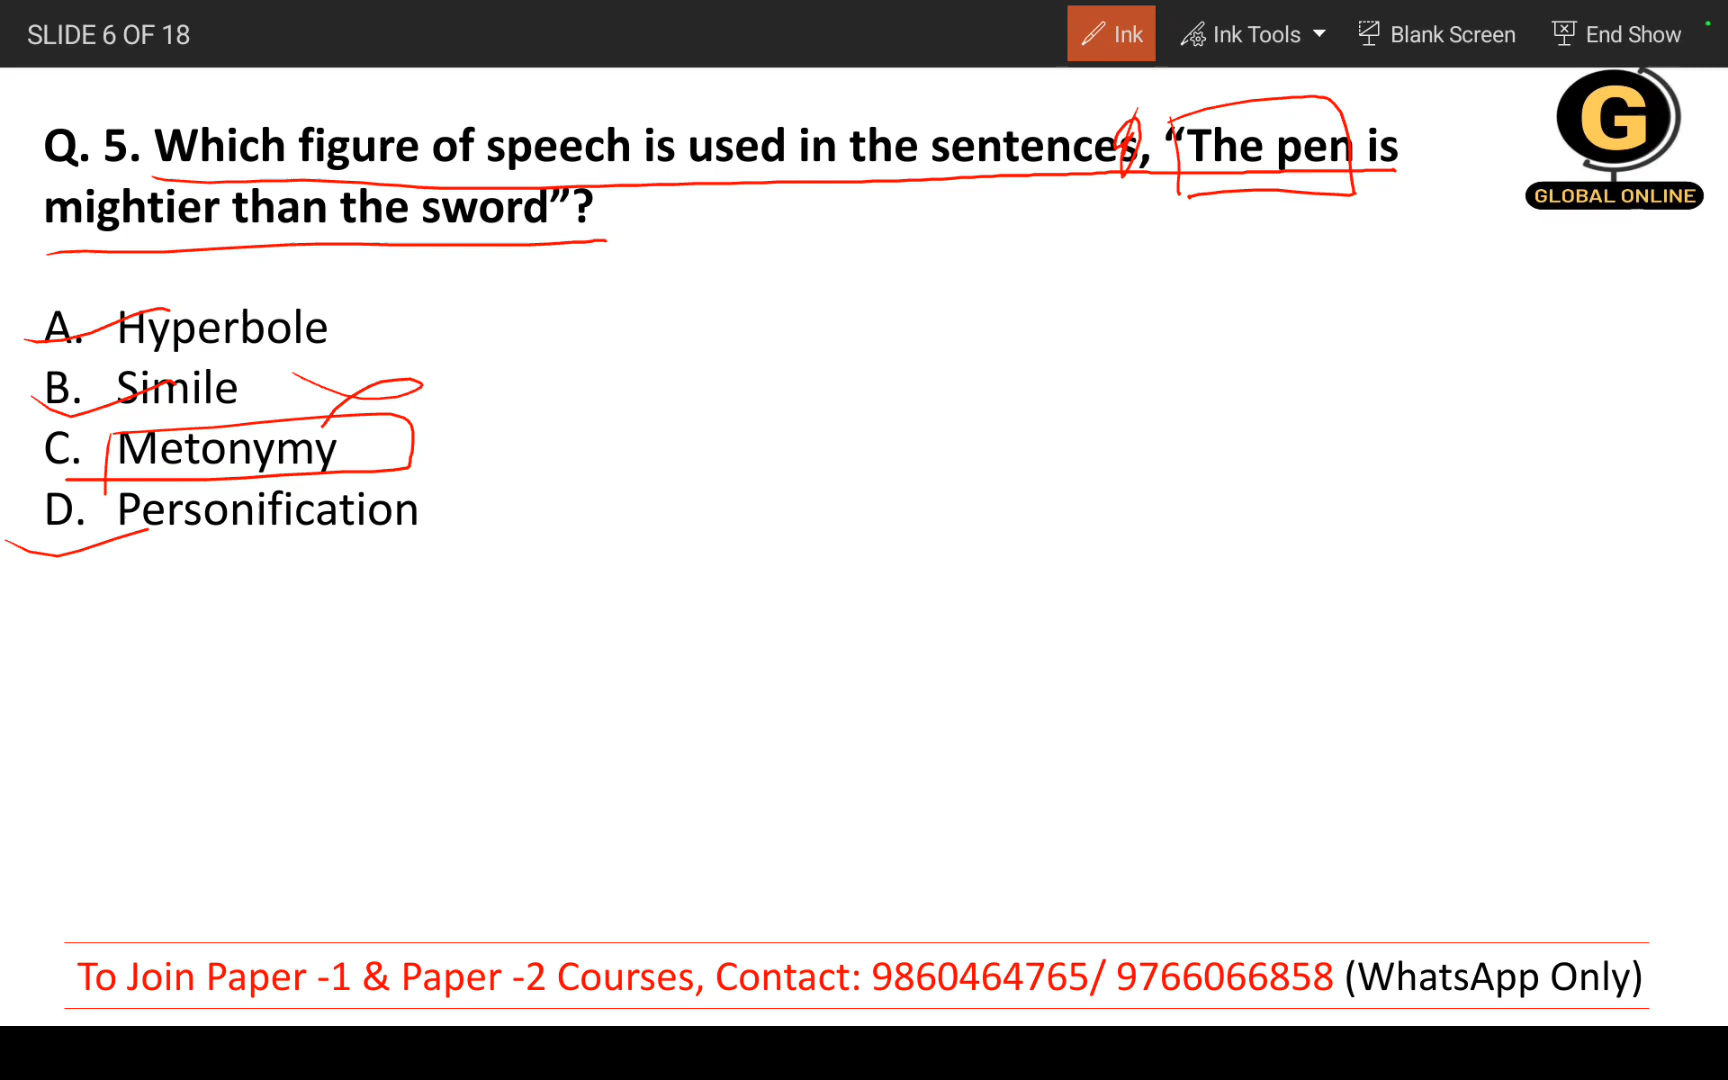 SLIDE 6 OF 18
Ink
Ink Tools
Blank Screen
End Show
G
GLOBAL ONLINE
Q. 5. Which figure of speech is used in the sentences, “The pen is
mightier than the sword”?
A. Hyperbole
B. Simile
C. Metonymy
D. Personification
To Join Paper -1 & Paper -2 Courses, Contact: 9860464765/ 9766066858 (WhatsApp Only)